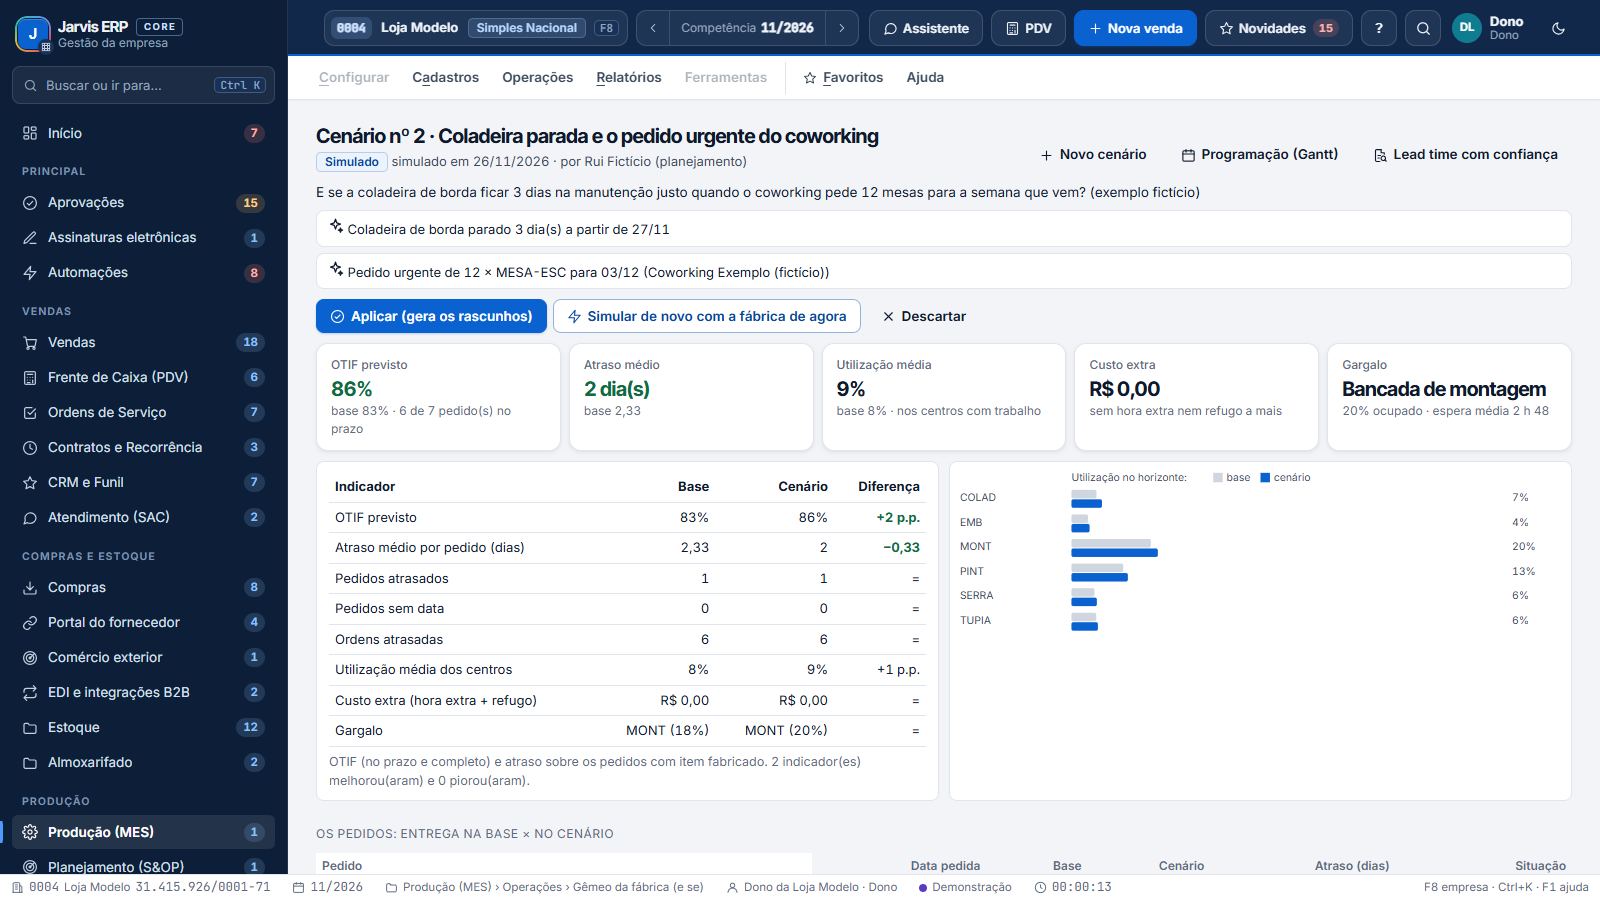 Jarvis ERP CORE
Gestão da empresa
0004 Loja Modelo Simples Nacional F8
Competência 11/2026
Assistente
PDV
Nova venda
Novidades 15
?
DL Dono
Dono
Buscar ou ir para... Ctrl K
Início 7
PRINCIPAL
Aprovações 15
Assinaturas eletrônicas 1
Automações 8
VENDAS
Vendas 18
Frente de Caixa (PDV) 6
Ordens de Serviço 7
Contratos e Recorrência 3
CRM e Funil 7
Atendimento (SAC) 2
COMPRAS E ESTOQUE
Compras 8
Portal do fornecedor 4
Comércio exterior 1
EDI e integrações B2B 2
Estoque 12
Almoxarifado 2
PRODUÇÃO
Produção (MES) 1
Planejamento (S&OP) 1
Configurar Cadastros Operações Relatórios Ferramentas Favoritos Ajuda
Cenário nº 2 · Coladeira parada e o pedido urgente do coworking
Simulado simulado em 26/11/2026 · por Rui Fictício (planejamento)
Novo cenário Programação (Gantt) Lead time com confiança
E se a coladeira de borda ficar 3 dias na manutenção justo quando o coworking pede 12 mesas para a semana que vem? (exemplo fictício)
Coladeira de borda parado 3 dia(s) a partir de 27/11
Pedido urgente de 12 × MESA-ESC para 03/12 (Coworking Exemplo (fictício))
Aplicar (gera os rascunhos) Simular de novo com a fábrica de agora Descartar
OTIF previsto
86%
base 83% · 6 de 7 pedido(s) no prazo
Atraso médio
2 dia(s)
base 2,33
Utilização média
9%
base 8% · nos centros com trabalho
Custo extra
R$ 0,00
sem hora extra nem refugo a mais
Gargalo
Bancada de montagem
20% ocupado · espera média 2 h 48
Indicador Base Cenário Diferença
OTIF previsto 83% 86% +2 p.p.
Atraso médio por pedido (dias) 2,33 2 −0,33
Pedidos atrasados 1 1 =
Pedidos sem data 0 0 =
Ordens atrasadas 6 6 =
Utilização média dos centros 8% 9% +1 p.p.
Custo extra (hora extra + refugo) R$ 0,00 R$ 0,00 =
Gargalo MONT (18%) MONT (20%) =
OTIF (no prazo e completo) e atraso sobre os pedidos com item fabricado. 2 indicador(es)
melhorou(aram) e 0 piorou(aram).
Utilização no horizonte: base cenário
COLAD 7%
EMB 4%
MONT 20%
PINT 13%
SERRA 6%
TUPIA 6%
OS PEDIDOS: ENTREGA NA BASE × NO CENÁRIO
Pedido Data pedida Base Cenário Atraso (dias) Situação
0004 Loja Modelo 31.415.926/0001-71 11/2026 Produção (MES) › Operações › Gêmeo da fábrica (e se) Dono da Loja Modelo · Dono Demonstração 00:00:13 F8 empresa · Ctrl+K · F1 ajuda